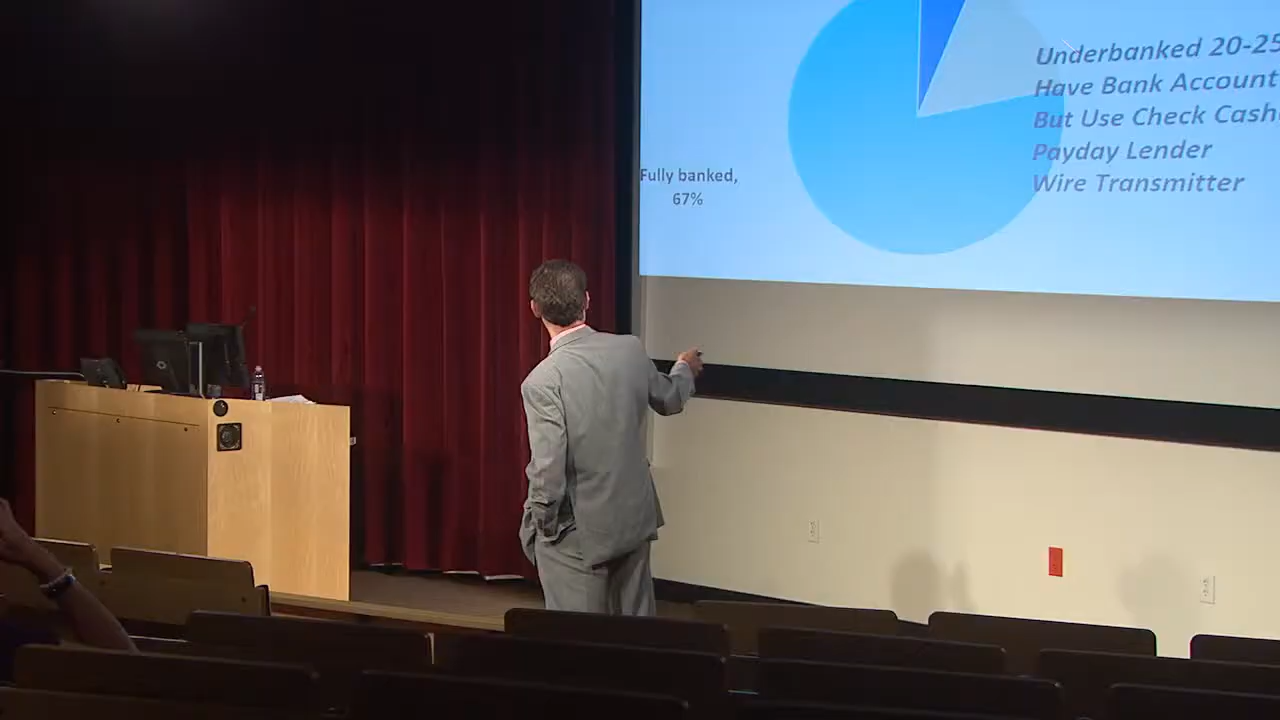 Underbanked 20-25
Have Bank Account
But Use Check Cash
Payday Lender
Wire Transmitter
Fully banked,
67%